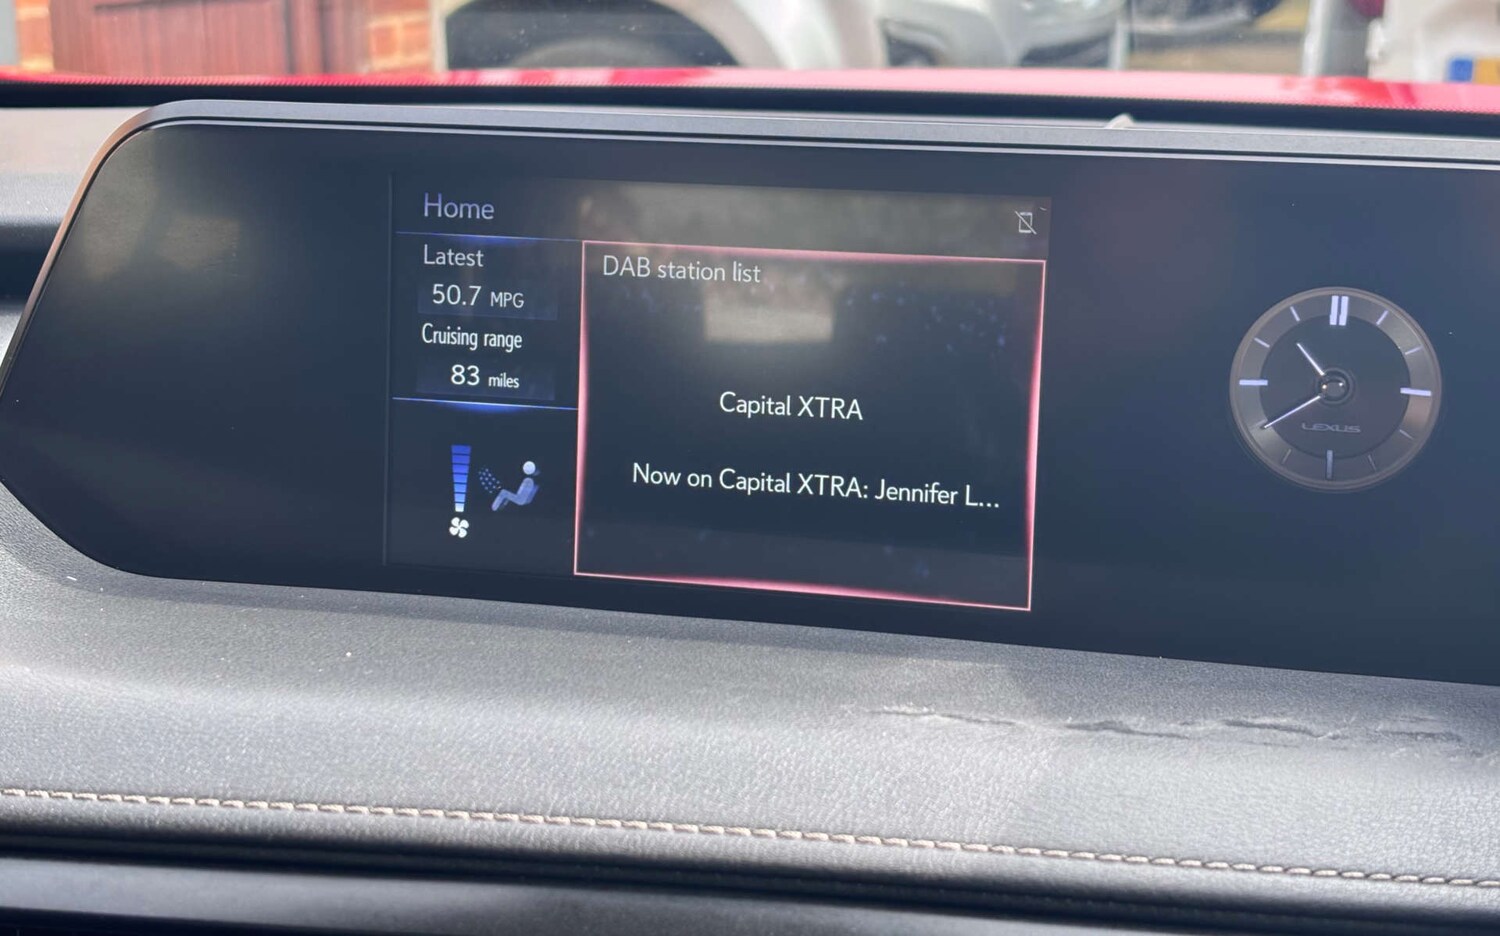 Home
Latest
50.7 MPG
Cruising range
83 miles
DAB station list
Capital XTRA
Now on Capital XTRA: Jennifer L...
LEXUS